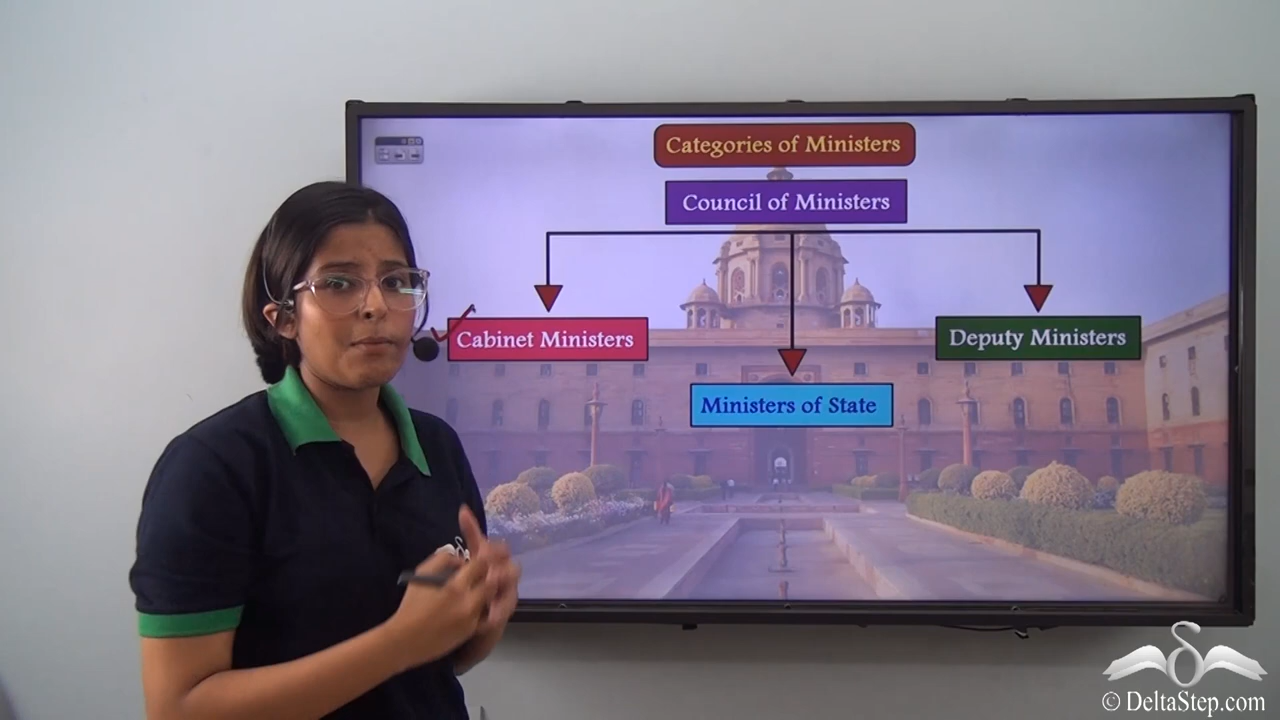 Categories of Ministers
Council of Ministers
Cabinet Ministers
Deputy Ministers
Ministers of State
© DeltaStep.com